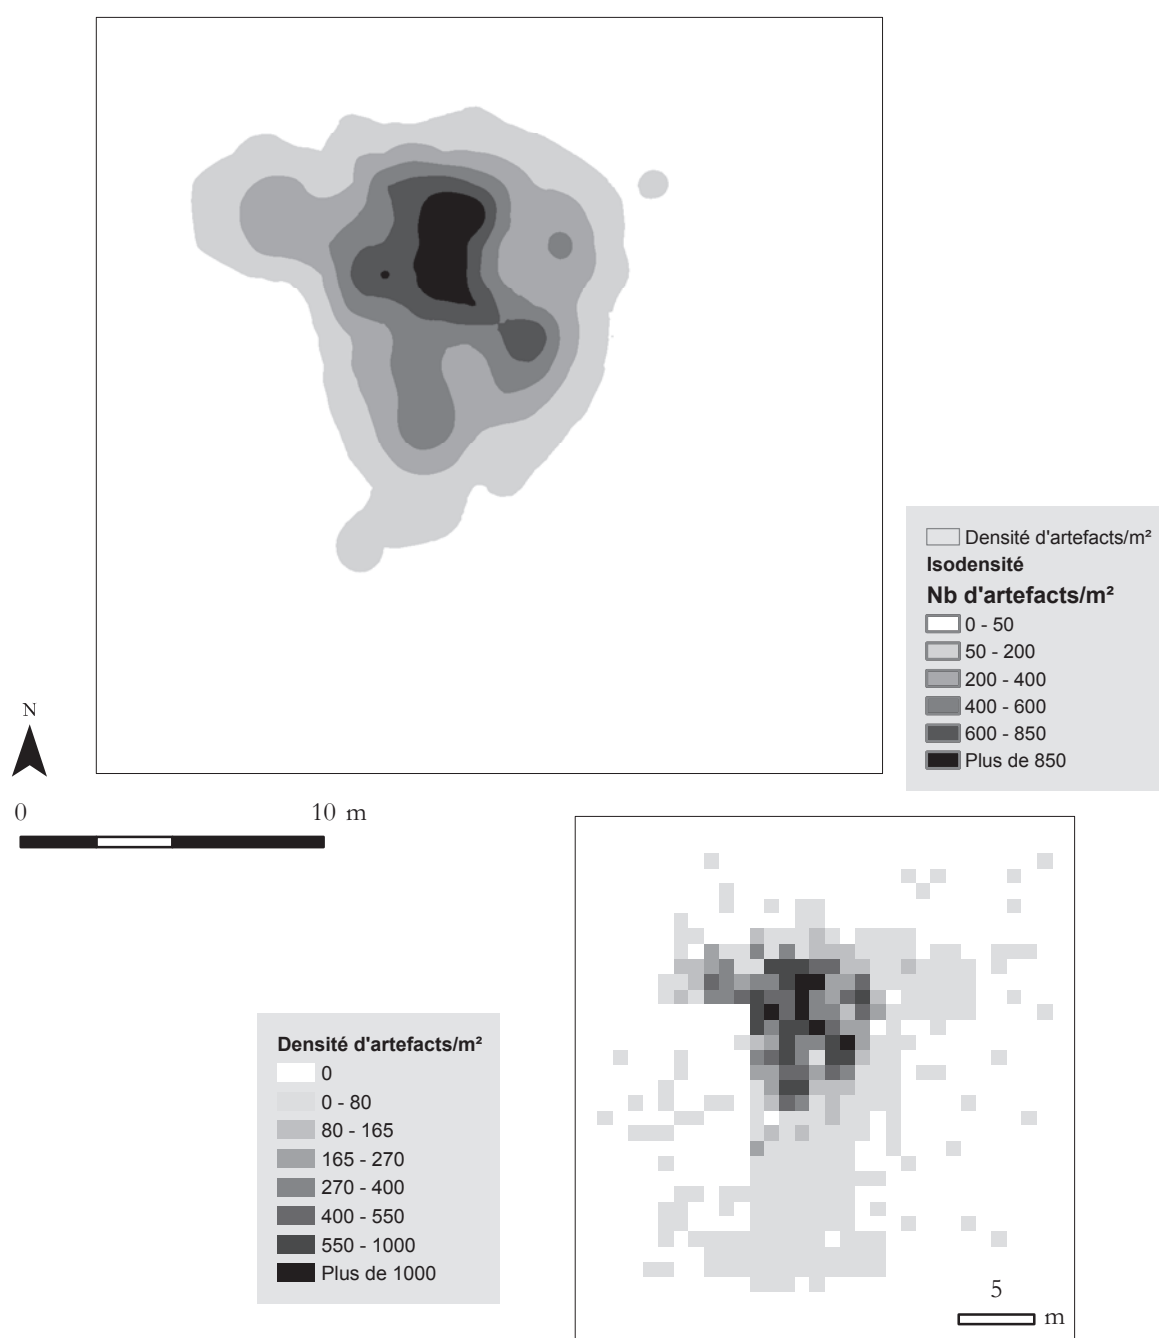 Densité d'artefacts/m²
Isodensité
Nb d'artefacts/m²
0 - 50
50 - 200
200 - 400
400 - 600
600 - 850
Plus de 850
N
0 10 m
Densité d'artefacts/m²
0
0 - 80
80 - 165
165 - 270
270 - 400
400 - 550
550 - 1000
Plus de 1000
5
m